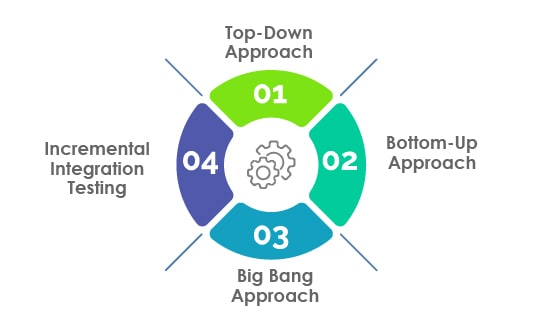 Top-Down
Approach
01
02
Bottom-Up
Approach
03
Big Bang
Approach
04
Incremental
Integration
Testing